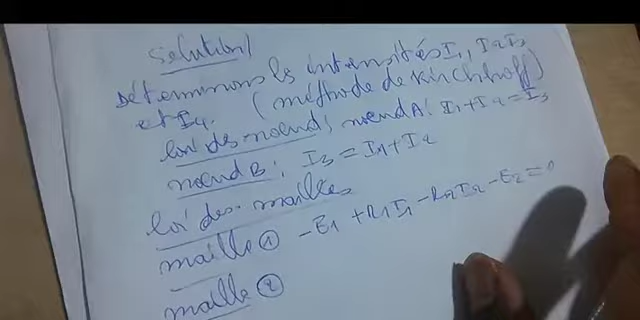 Solution/
Déterminons les intensités I1, I2 I3
et I4. (méthode de Kirchhoff)
loi des noeuds; noeud A: I1+I2=I3
noeud B: I3=I1+I2
loi des mailles
maille ① -E1+R1I1-R2I2-E2=0
maille ②